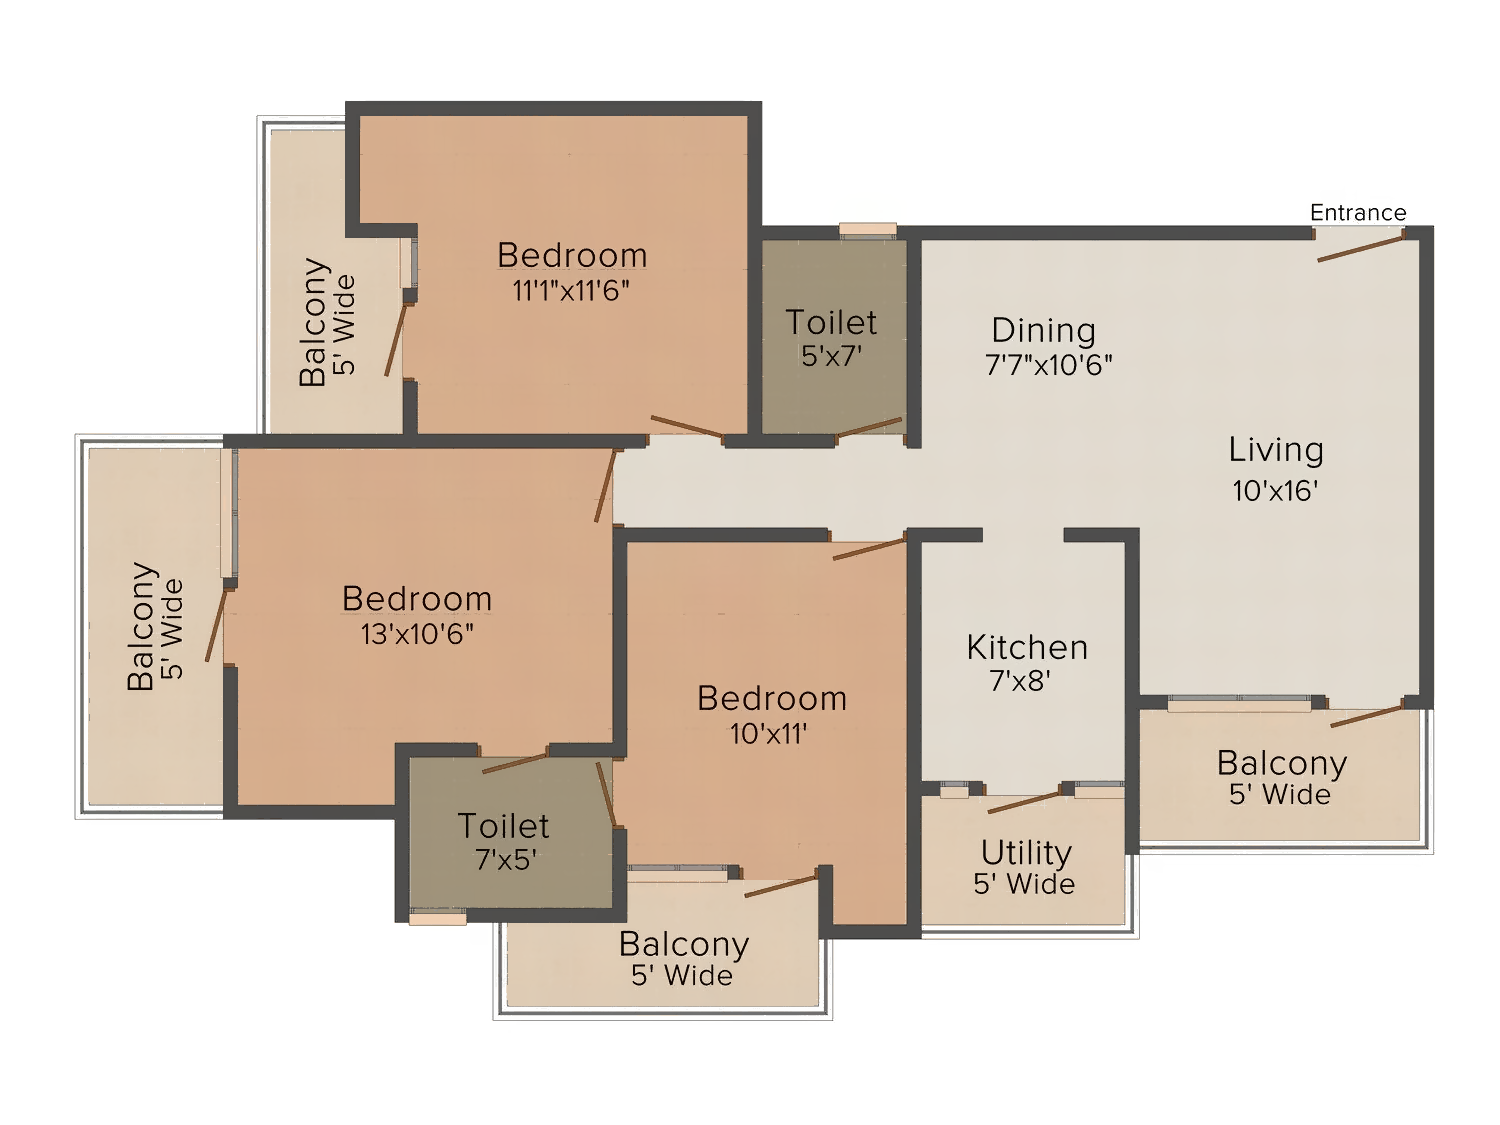 Entrance
Bedroom
11'1"x11'6"
Balcony
5' Wide
Toilet
5'x7'
Dining
7'7"x10'6"
Living
10'x16'
Balcony
5' Wide
Bedroom
13'x10'6"
Bedroom
10'x11'
Kitchen
7'x8'
Balcony
5' Wide
Toilet
7'x5'
Utility
5' Wide
Balcony
5' Wide